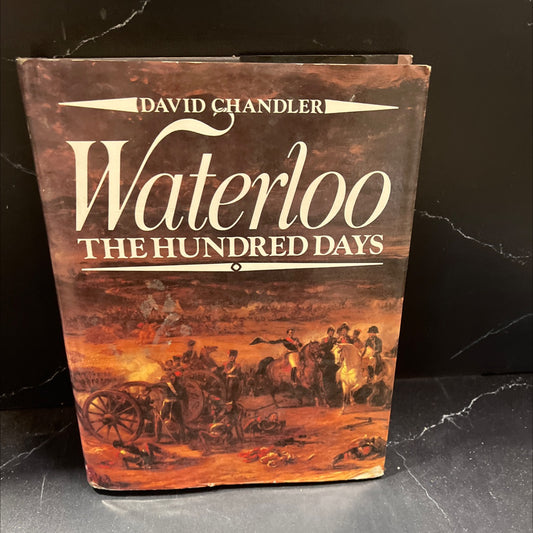 DAVID CHANDLER
Waterloo
THE HUNDRED DAYS